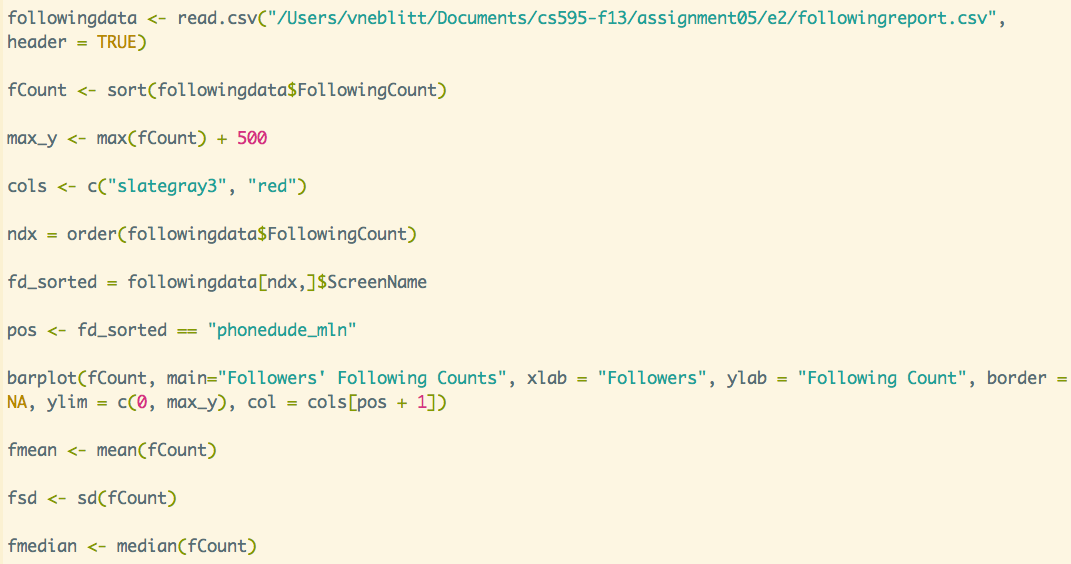 followingdata <- read.csv("/Users/vneblitt/Documents/cs595-f13/assignment05/e2/followingreport.csv",
header = TRUE)
fCount <- sort(followingdata$FollowingCount)
max_y <- max(fCount) + 500
cols <- c("slategray3", "red")
ndx = order(followingdata$FollowingCount)
fd_sorted = followingdata[ndx,]$ScreenName
pos <- fd_sorted == "phonedude_mln"
barplot(fCount, main="Followers' Following Counts", xlab = "Followers", ylab = "Following Count", border =
NA, ylim = c(0, max_y), col = cols[pos + 1])
fmean <- mean(fCount)
fsd <- sd(fCount)
fmedian <- median(fCount)